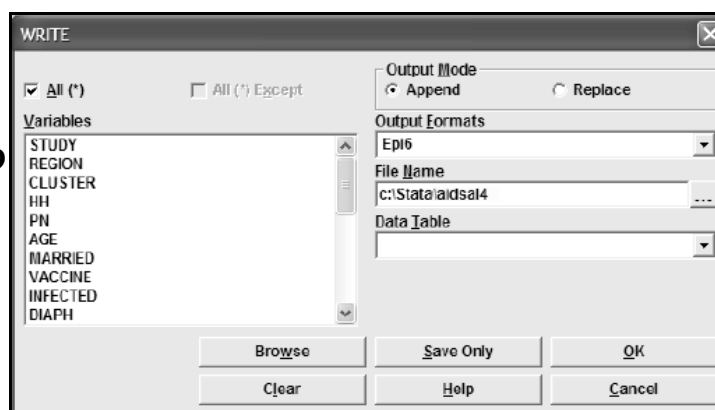 WRITE
All (*)
All (*) Except
Output Mode
Append
Replace
Variables
STUDY
REGION
CLUSTER
HH
PN
AGE
MARRIED
VACCINE
INFECTED
DIAPH
Output Formats
Epi6
File Name
c:\Stata\aidsal4
...
Data Table
Browse
Save Only
OK
Clear
Help
Cancel